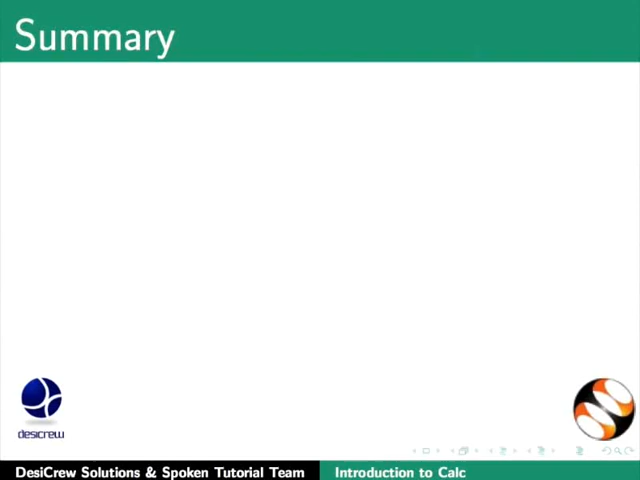 Summary
desicrew
DesiCrew Solutions & Spoken Tutorial Team
Introduction to Calc